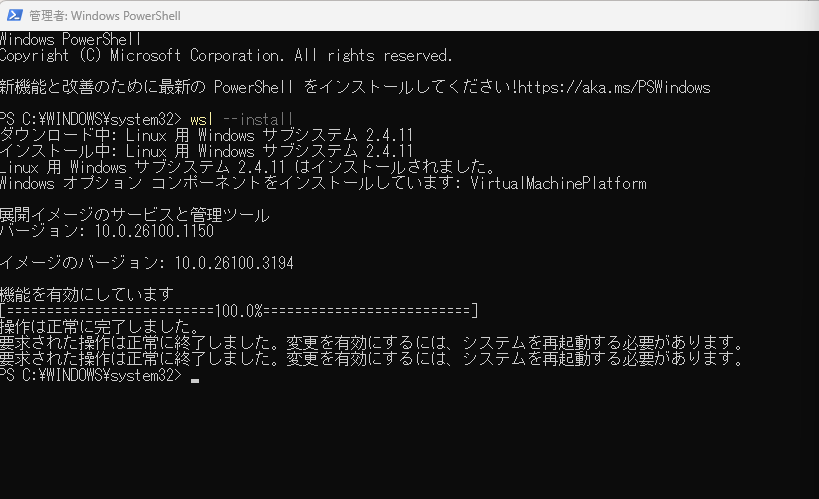 管理者: Windows PowerShell
Windows PowerShell
Copyright (C) Microsoft Corporation. All rights reserved.
新機能と改善のために最新の PowerShell をインストールしてください!https://aka.ms/PSWindows
PS C:¥WINDOWS¥system32> wsl --install
ダウンロード中: Linux 用 Windows サブシステム 2.4.11
インストール中: Linux 用 Windows サブシステム 2.4.11
Linux 用 Windows サブシステム 2.4.11 はインストールされました。
Windows オプション コンポーネントをインストールしています: VirtualMachinePlatform
展開イメージのサービスと管理ツール
バージョン: 10.0.26100.1150
イメージのバージョン: 10.0.26100.3194
機能を有効にしています
[==========================100.0%==========================]
操作は正常に完了しました。
要求された操作は正常に終了しました。変更を有効にするには、システムを再起動する必要があります。
要求された操作は正常に終了しました。変更を有効にするには、システムを再起動する必要があります。
PS C:¥WINDOWS¥system32>